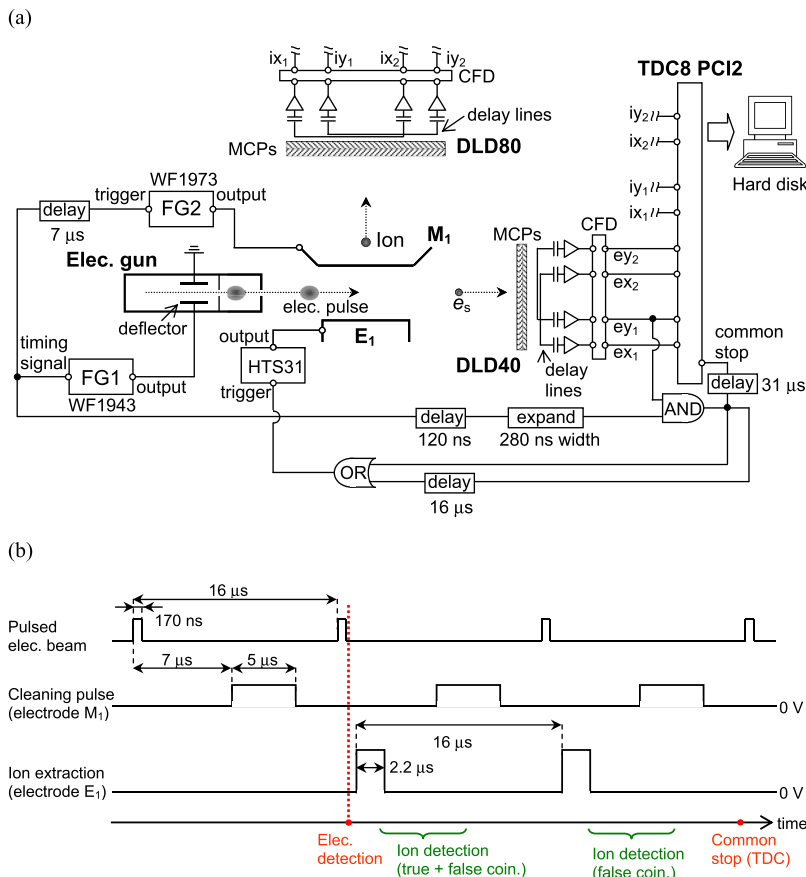 (a)
ix1 iy1 ix2 iy2
CFD
TDC8 PCI2
delay lines
MCPs
DLD80
iy2
ix2
iy1
ix1
Hard disk
WF1973
trigger
output
FG2
delay
7 μs
Ion
M1
MCPs
CFD
Elec. gun
ey2
ex2
ey1
ex1
elec. pulse
es
deflector
output
E1
timing signal
FG1
output
WF1943
HTS31
trigger
DLD40
delay lines
common stop
delay
31 μs
delay
120 ns
expand
280 ns width
AND
OR
delay
16 μs
(b)
16 μs
170 ns
Pulsed elec. beam
7 μs
5 μs
Cleaning pulse
(electrode M1)
0 V
16 μs
2.2 μs
Ion extraction
(electrode E1)
0 V
time
Elec. detection
Ion detection
(true + false coin.)
Ion detection
(false coin.)
Common stop (TDC)